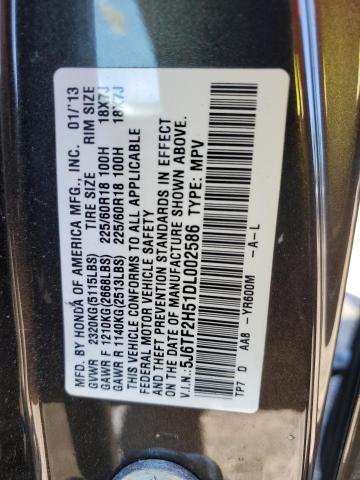 MFD. BY HONDA OF AMERICA MFG., INC. 01/'13
TIRE SIZE RIM SIZE
GVWR 2320KG(5115LBS)
GAWR F 1210KG(2668LBS) 225/60R18 100H 18X7J
GAWR R 1140KG(2513LBS) 225/60R18 100H 18X7J
THIS VEHICLE CONFORMS TO ALL APPLICABLE
FEDERAL MOTOR VEHICLE SAFETY
AND THEFT PREVENTION STANDARDS IN EFFECT
ON THE DATE OF MANUFACTURE SHOWN ABOVE.
V.I.N.: 5J6TF2H51DL002586 TYPE: MPV
TP7 D AA8 - YR600M -A-L